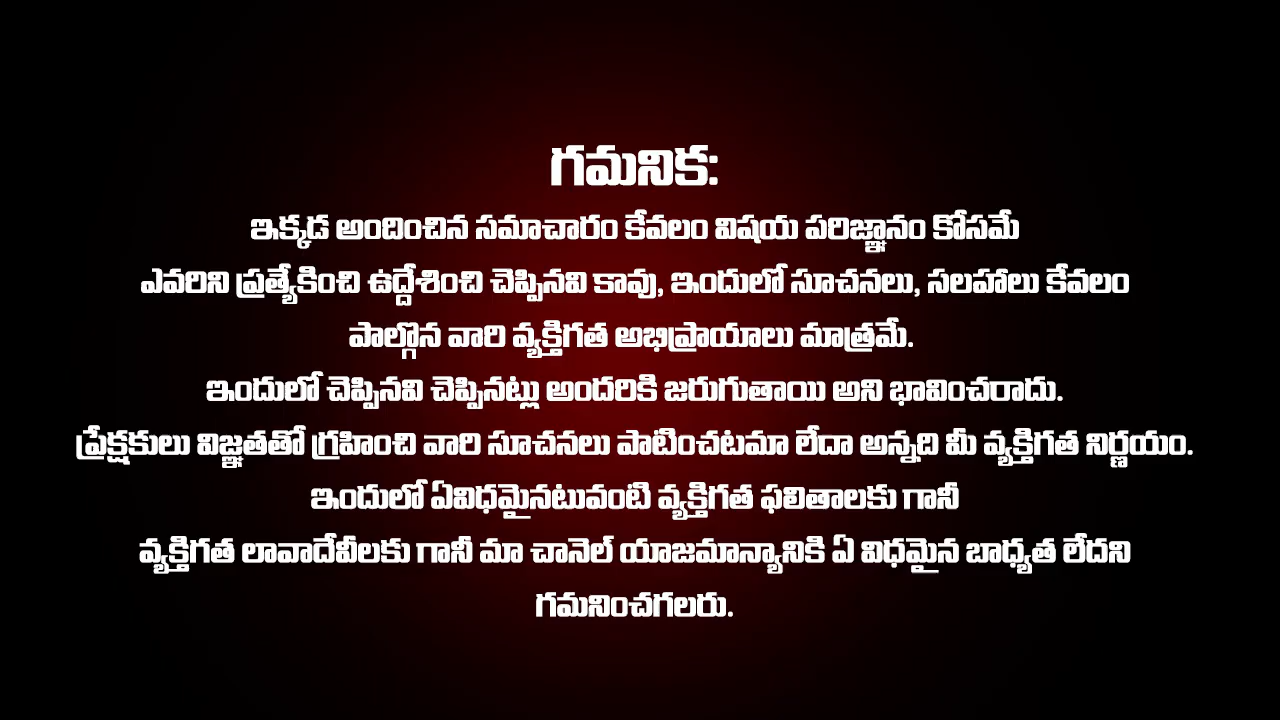 గమనిక:
ఇక్కడ అందించిన సమాచారం కేవలం విషయ పరిజ్ఞానం కోసమే
ఎవరిని ప్రత్యేకించి ఉద్దేశించి చెప్పినవి కావు, ఇందులో సూచనలు, సలహాలు కేవలం
పాల్గొన వారి వ్యక్తిగత అభిప్రాయాలు మాత్రమే.
ఇందులో చెప్పినవి చెప్పినట్లు అందరికి జరుగుతాయి అని భావించరాదు.
ప్రేక్షకులు విజ్ఞతతో గ్రహించి వారి సూచనలు పాటించటమా లేదా అన్నది మీ వ్యక్తిగత నిర్ణయం.
ఇందులో ఏవిధమైనటువంటి వ్యక్తిగత ఫలితాలకు గానీ
వ్యక్తిగత లావాదేవీలకు గానీ మా చానెల్ యాజమాన్యానికి ఏ విధమైన బాధ్యత లేదని
గమనించగలరు.